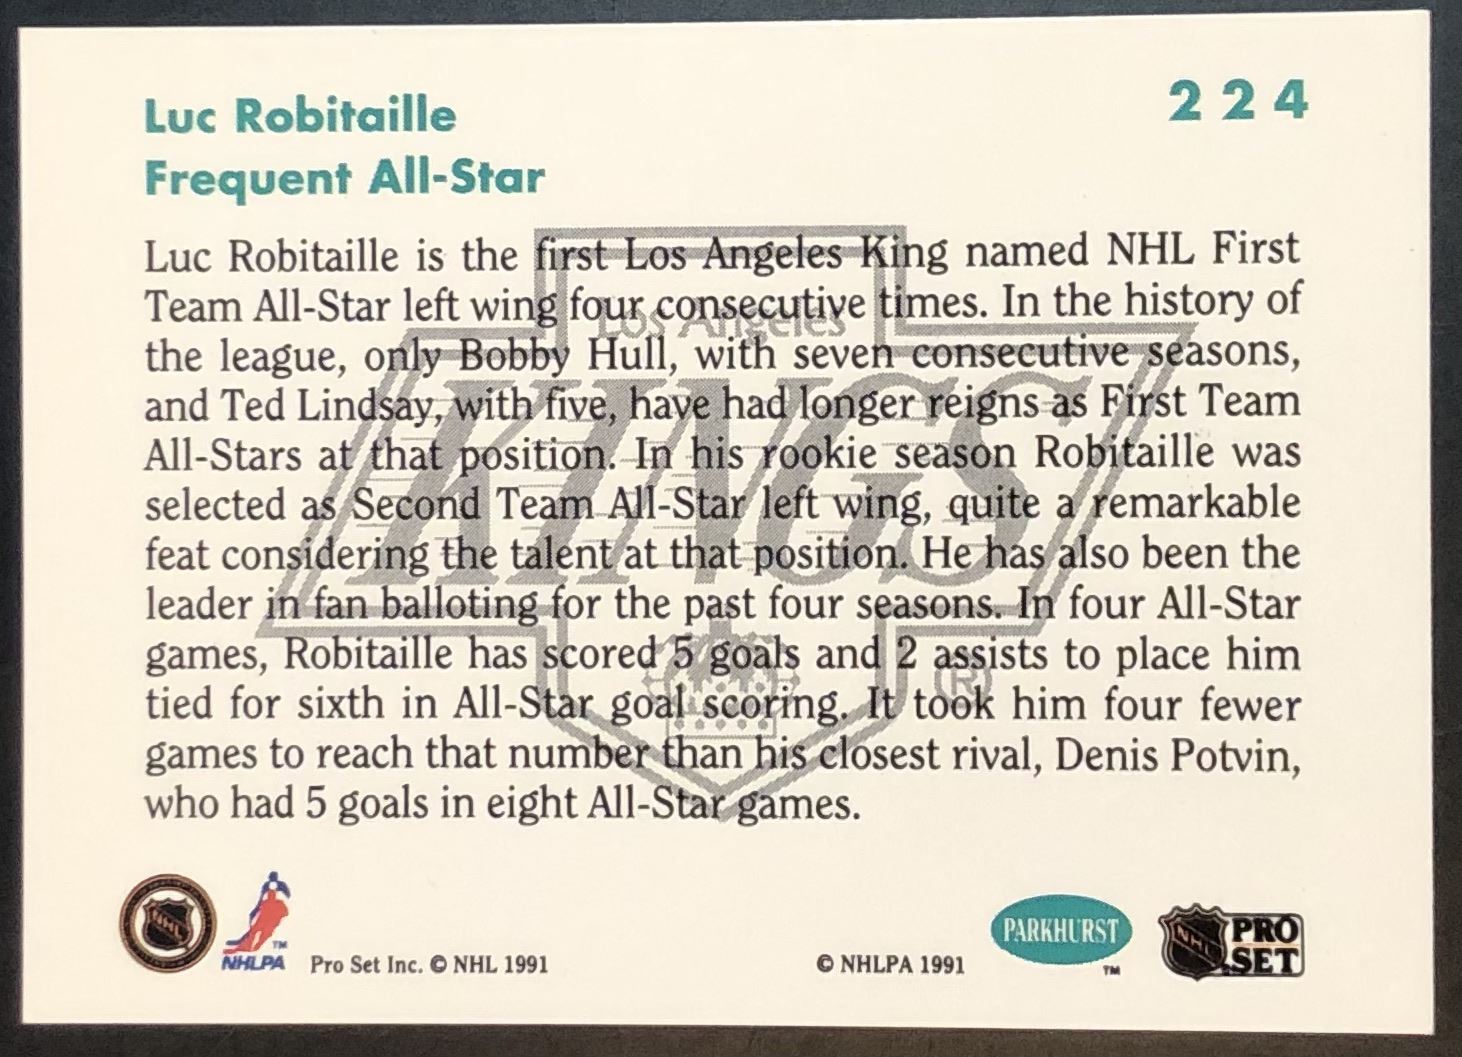 Luc Robitaille
224
Frequent All-Star
Luc Robitaille is the first Los Angeles King named NHL First
Team All-Star left wing four consecutive times. In the history of
the league, only Bobby Hull, with seven consecutive seasons,
and Ted Lindsay, with five, have had longer reigns as First Team
All-Stars at that position. In his rookie season Robitaille was
selected as Second Team All-Star left wing, quite a remarkable
feat considering the talent at that position. He has also been the
leader in fan balloting for the past four seasons. In four All-Star
games, Robitaille has scored 5 goals and 2 assists to place him
tied for sixth in All-Star goal scoring. It took him four fewer
games to reach that number than his closest rival, Denis Potvin,
who had 5 goals in eight All-Star games.
Los Angeles
KINGS
®
NHL
TM
NHLPA
Pro Set Inc. © NHL 1991
© NHLPA 1991
PARKHURST
TM
NHL
PRO
SET